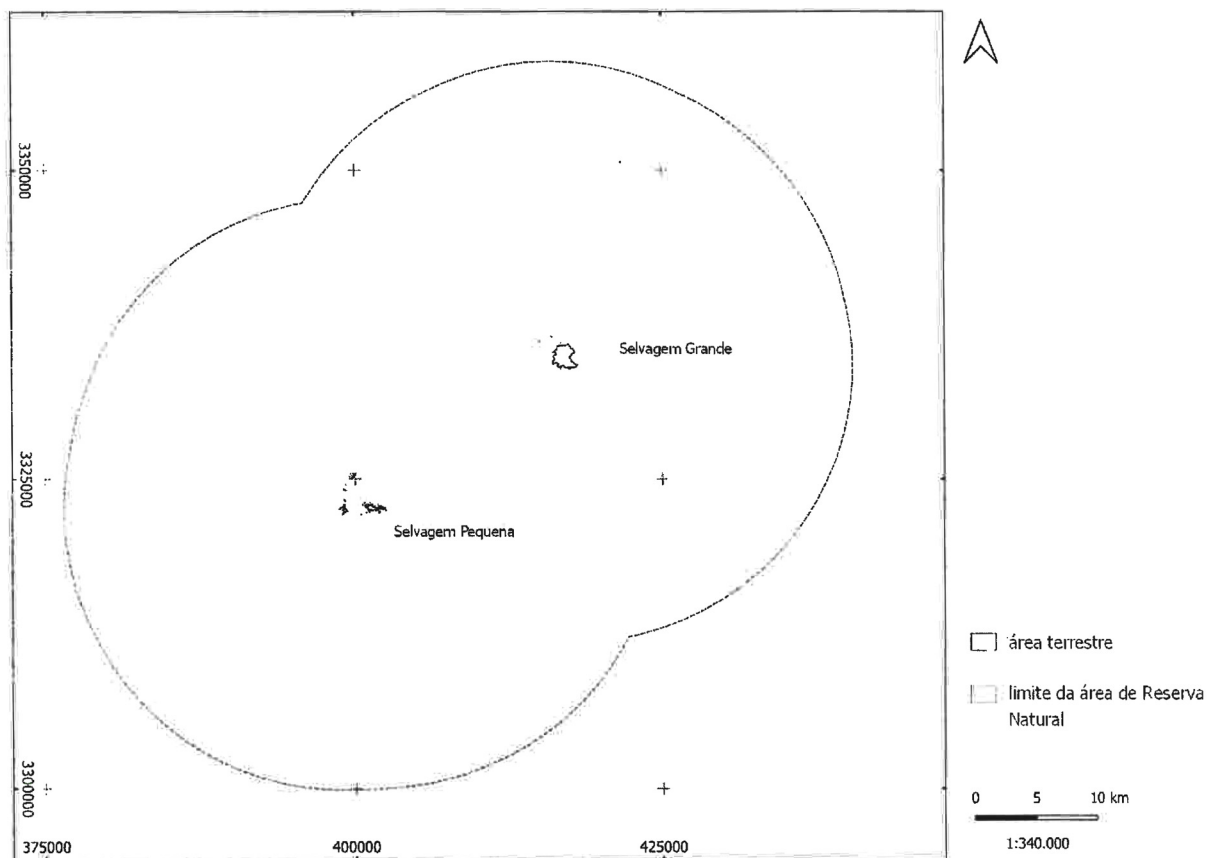 3350000
Selvagem Grande
3325000
Selvagem Pequena
área terrestre
limite da área de Reserva
Natural
3300000
0 5 10 km
1:340.000
375000 400000 425000